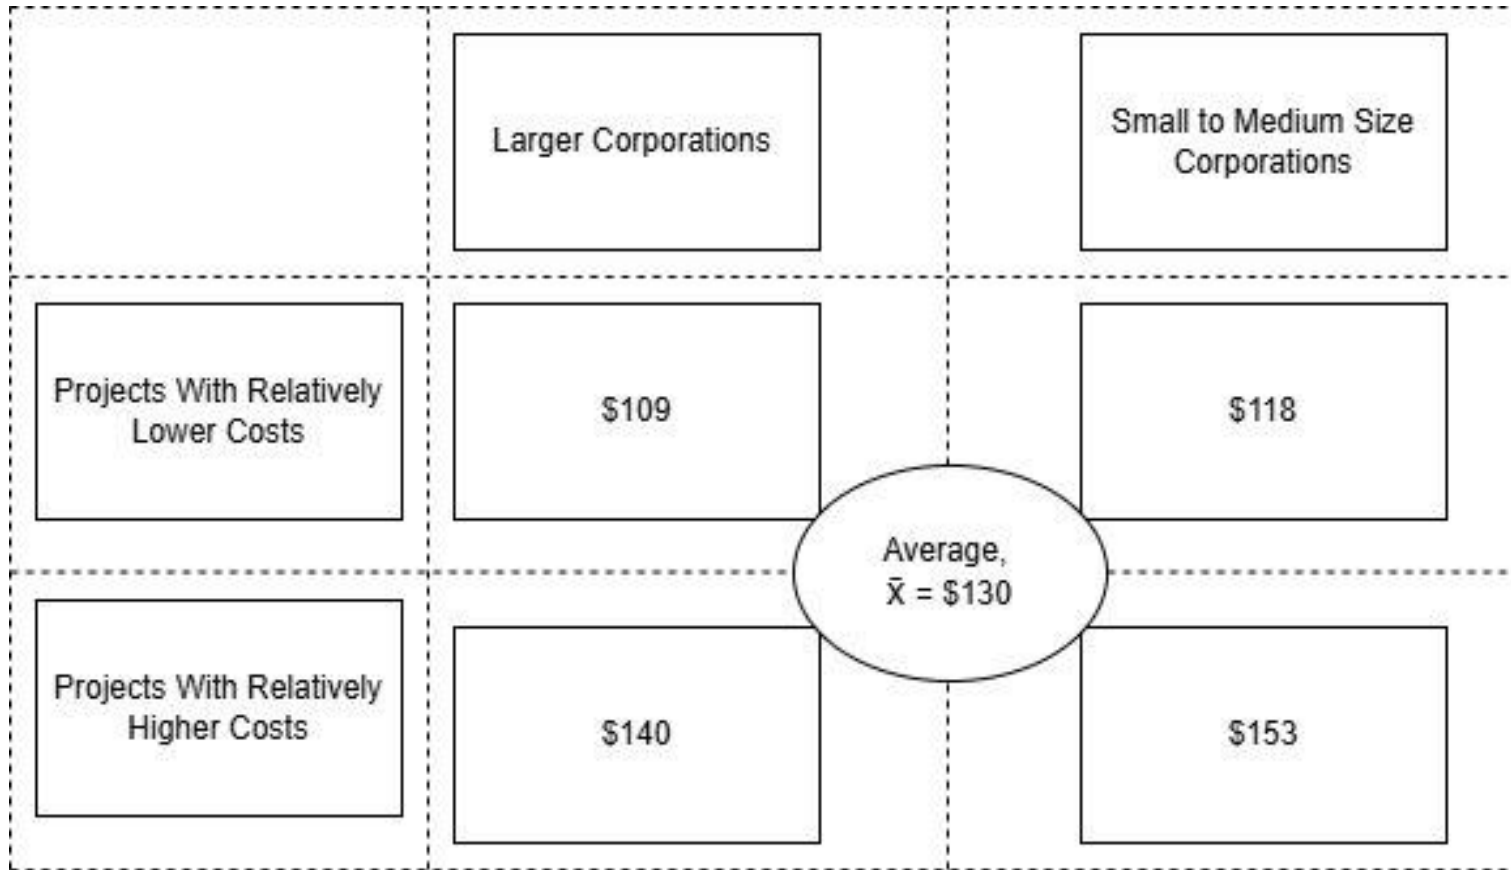 Larger Corporations
Small to Medium Size
Corporations
Projects With Relatively
Lower Costs
$109
$118
Average,
x̄ = $130
Projects With Relatively
Higher Costs
$140
$153